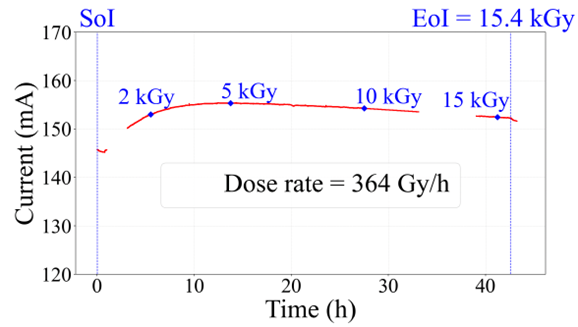 SoI
EoI = 15.4 kGy
170
160
150
140
130
120
Current (mA)
2 kGy
5 kGy
10 kGy
15 kGy
Dose rate = 364 Gy/h
0
10
20
30
40
Time (h)